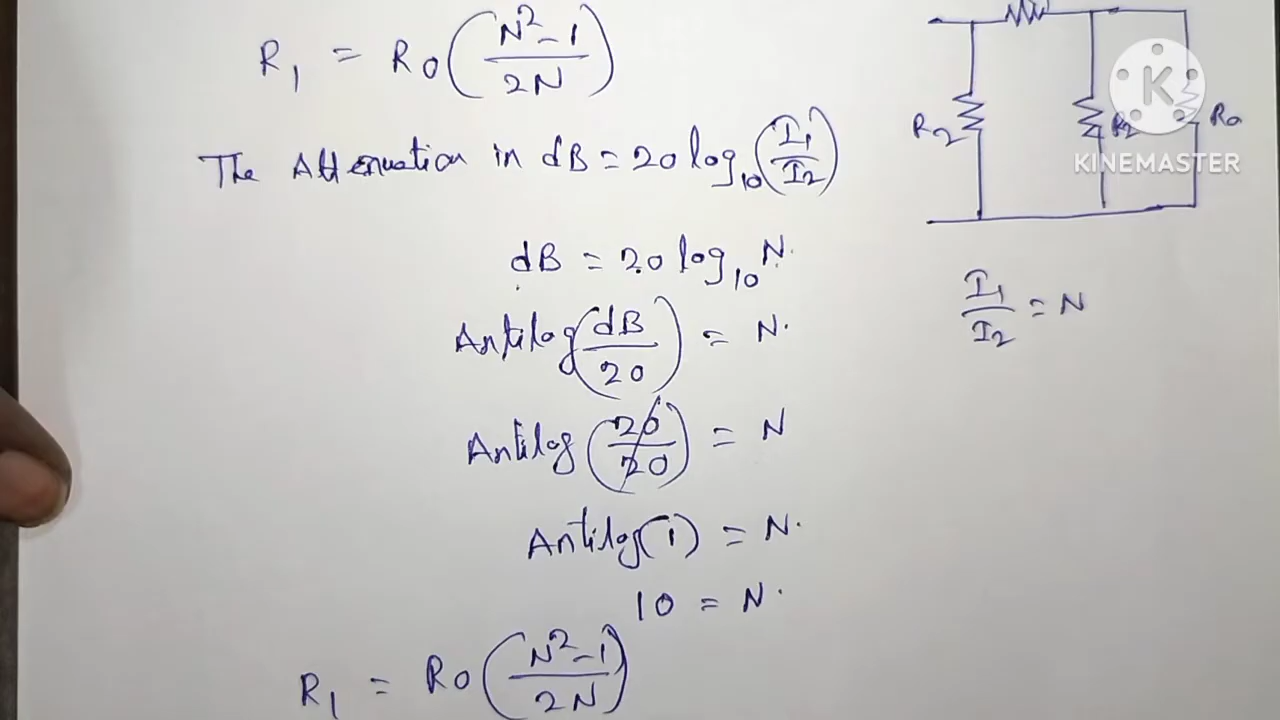 R1 = R0 (N² - 1 / 2N)
The Attenuation in dB = 20 log10 (I1 / I2)
dB = 20 log10 N.
Antilog (dB / 20) = N.
Antilog (20 / 20) = N
Antilog (1) = N.
10 = N.
R1 = R0 (N² - 1 / 2N)
R2
R2
R0
K
KINEMASTER
I1 / I2 = N